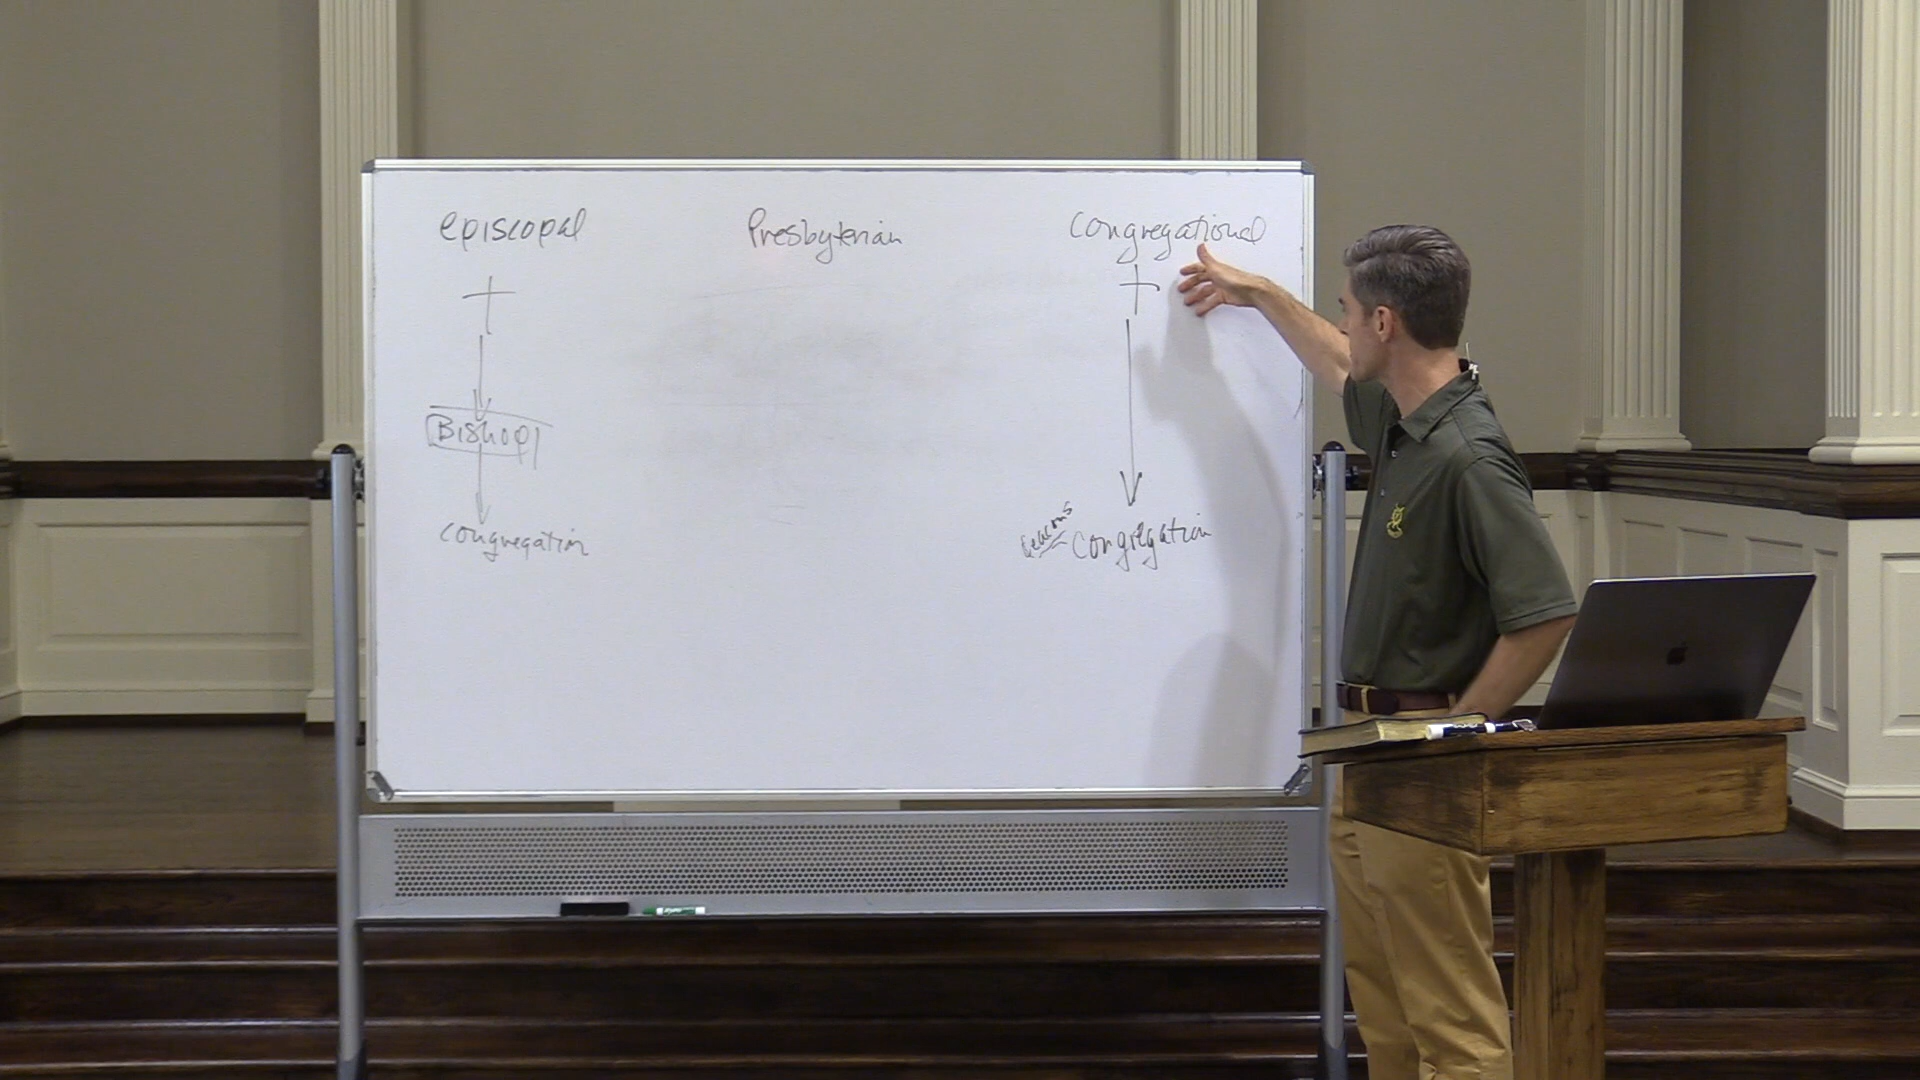 episcopal
Presbyterian
congregational
Bishop
congregation
deacons
congregation